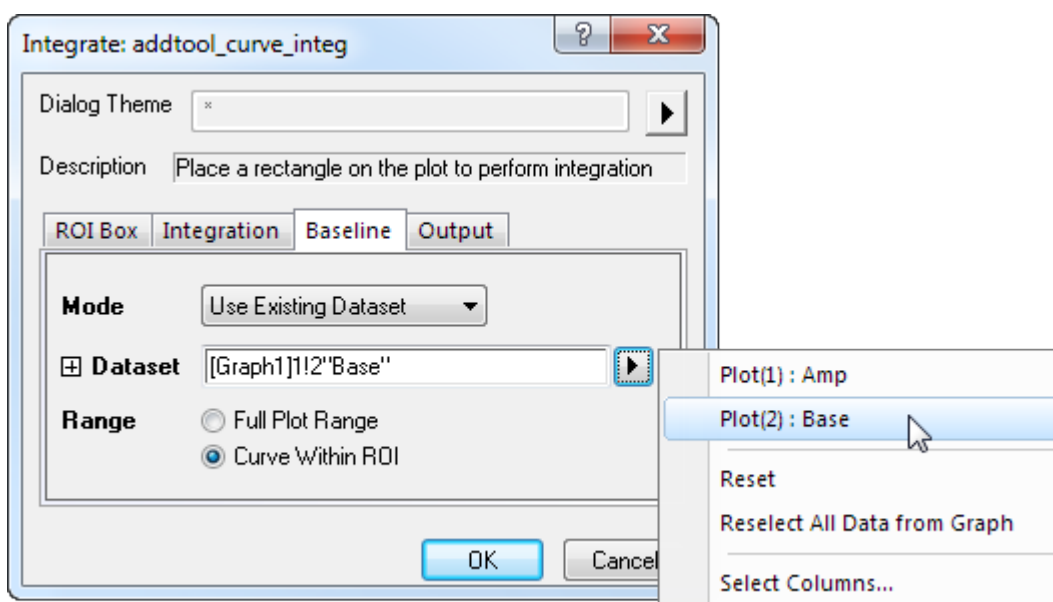 Integrate: addtool_curve_integ
Dialog Theme *
Description Place a rectangle on the plot to perform integration
ROI Box Integration Baseline Output
Mode Use Existing Dataset
Dataset [Graph1]1!2"Base"
Range Full Plot Range
Curve Within ROI
OK Cancel
Plot(1) : Amp
Plot(2) : Base
Reset
Reselect All Data from Graph
Select Columns...